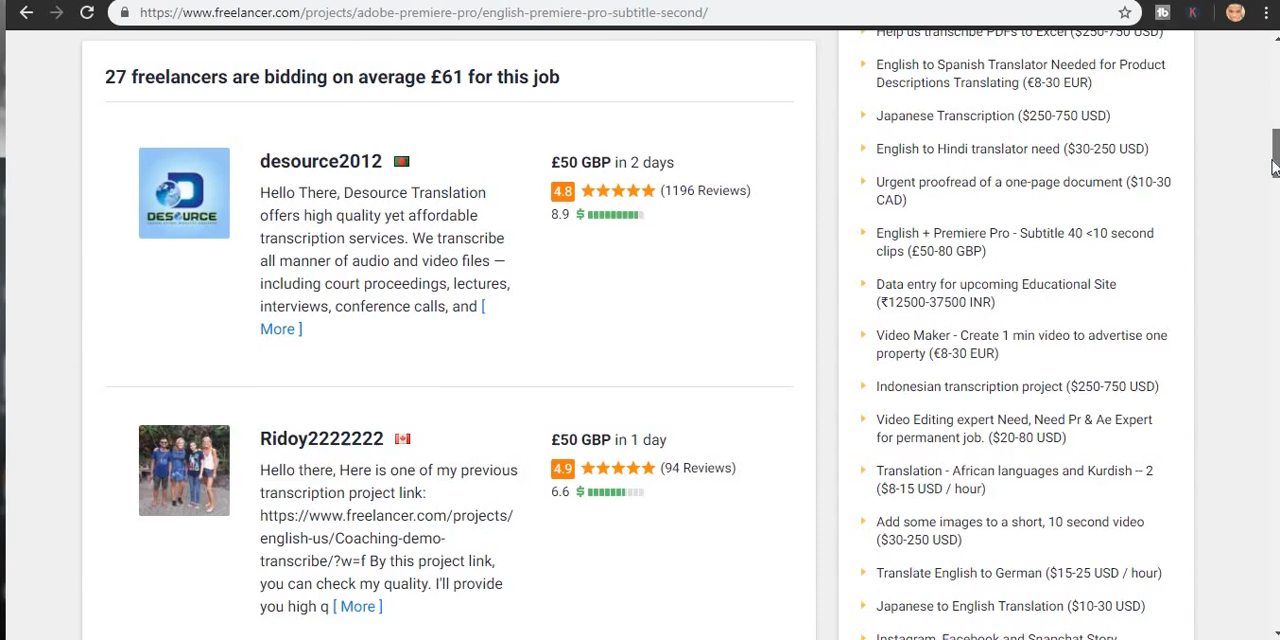 https://www.freelancer.com/projects/adobe-premiere-pro/english-premiere-pro-subtitle-second/
tb
K
27 freelancers are bidding on average £61 for this job
DESOURCE
desource2012
Hello There, Desource Translation
offers high quality yet affordable
transcription services. We transcribe
all manner of audio and video files —
including court proceedings, lectures,
interviews, conference calls, and [
More ]
£50 GBP in 2 days
4.8 (1196 Reviews)
8.9 $
Ridoy2222222
Hello there, Here is one of my previous
transcription project link:
https://www.freelancer.com/projects/
english-us/Coaching-demo-
transcribe/?w=f By this project link,
you can check my quality. I'll provide
you high q [ More ]
£50 GBP in 1 day
4.9 (94 Reviews)
6.6 $
Help us transcribe PDFs to Excel ($250-750 USD)
English to Spanish Translator Needed for Product
Descriptions Translating (€8-30 EUR)
Japanese Transcription ($250-750 USD)
English to Hindi translator need ($30-250 USD)
Urgent proofread of a one-page document ($10-30
CAD)
English + Premiere Pro - Subtitle 40 <10 second
clips (£50-80 GBP)
Data entry for upcoming Educational Site
(₹12500-37500 INR)
Video Maker - Create 1 min video to advertise one
property (€8-30 EUR)
Indonesian transcription project ($250-750 USD)
Video Editing expert Need, Need Pr & Ae Expert
for permanent job. ($20-80 USD)
Translation - African languages and Kurdish -- 2
($8-15 USD / hour)
Add some images to a short, 10 second video
($30-250 USD)
Translate English to German ($15-25 USD / hour)
Japanese to English Translation ($10-30 USD)
Instagram, Facebook and Snapchat Story